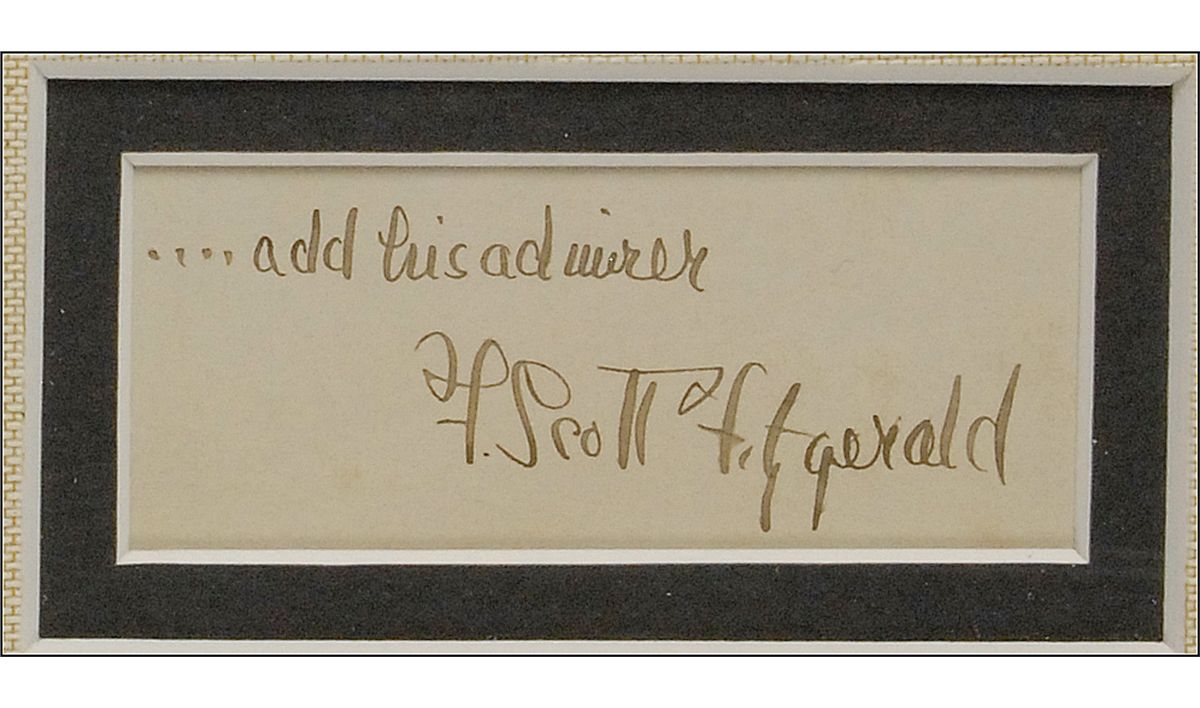 ....add his admirer
F. Scott Fitzgerald